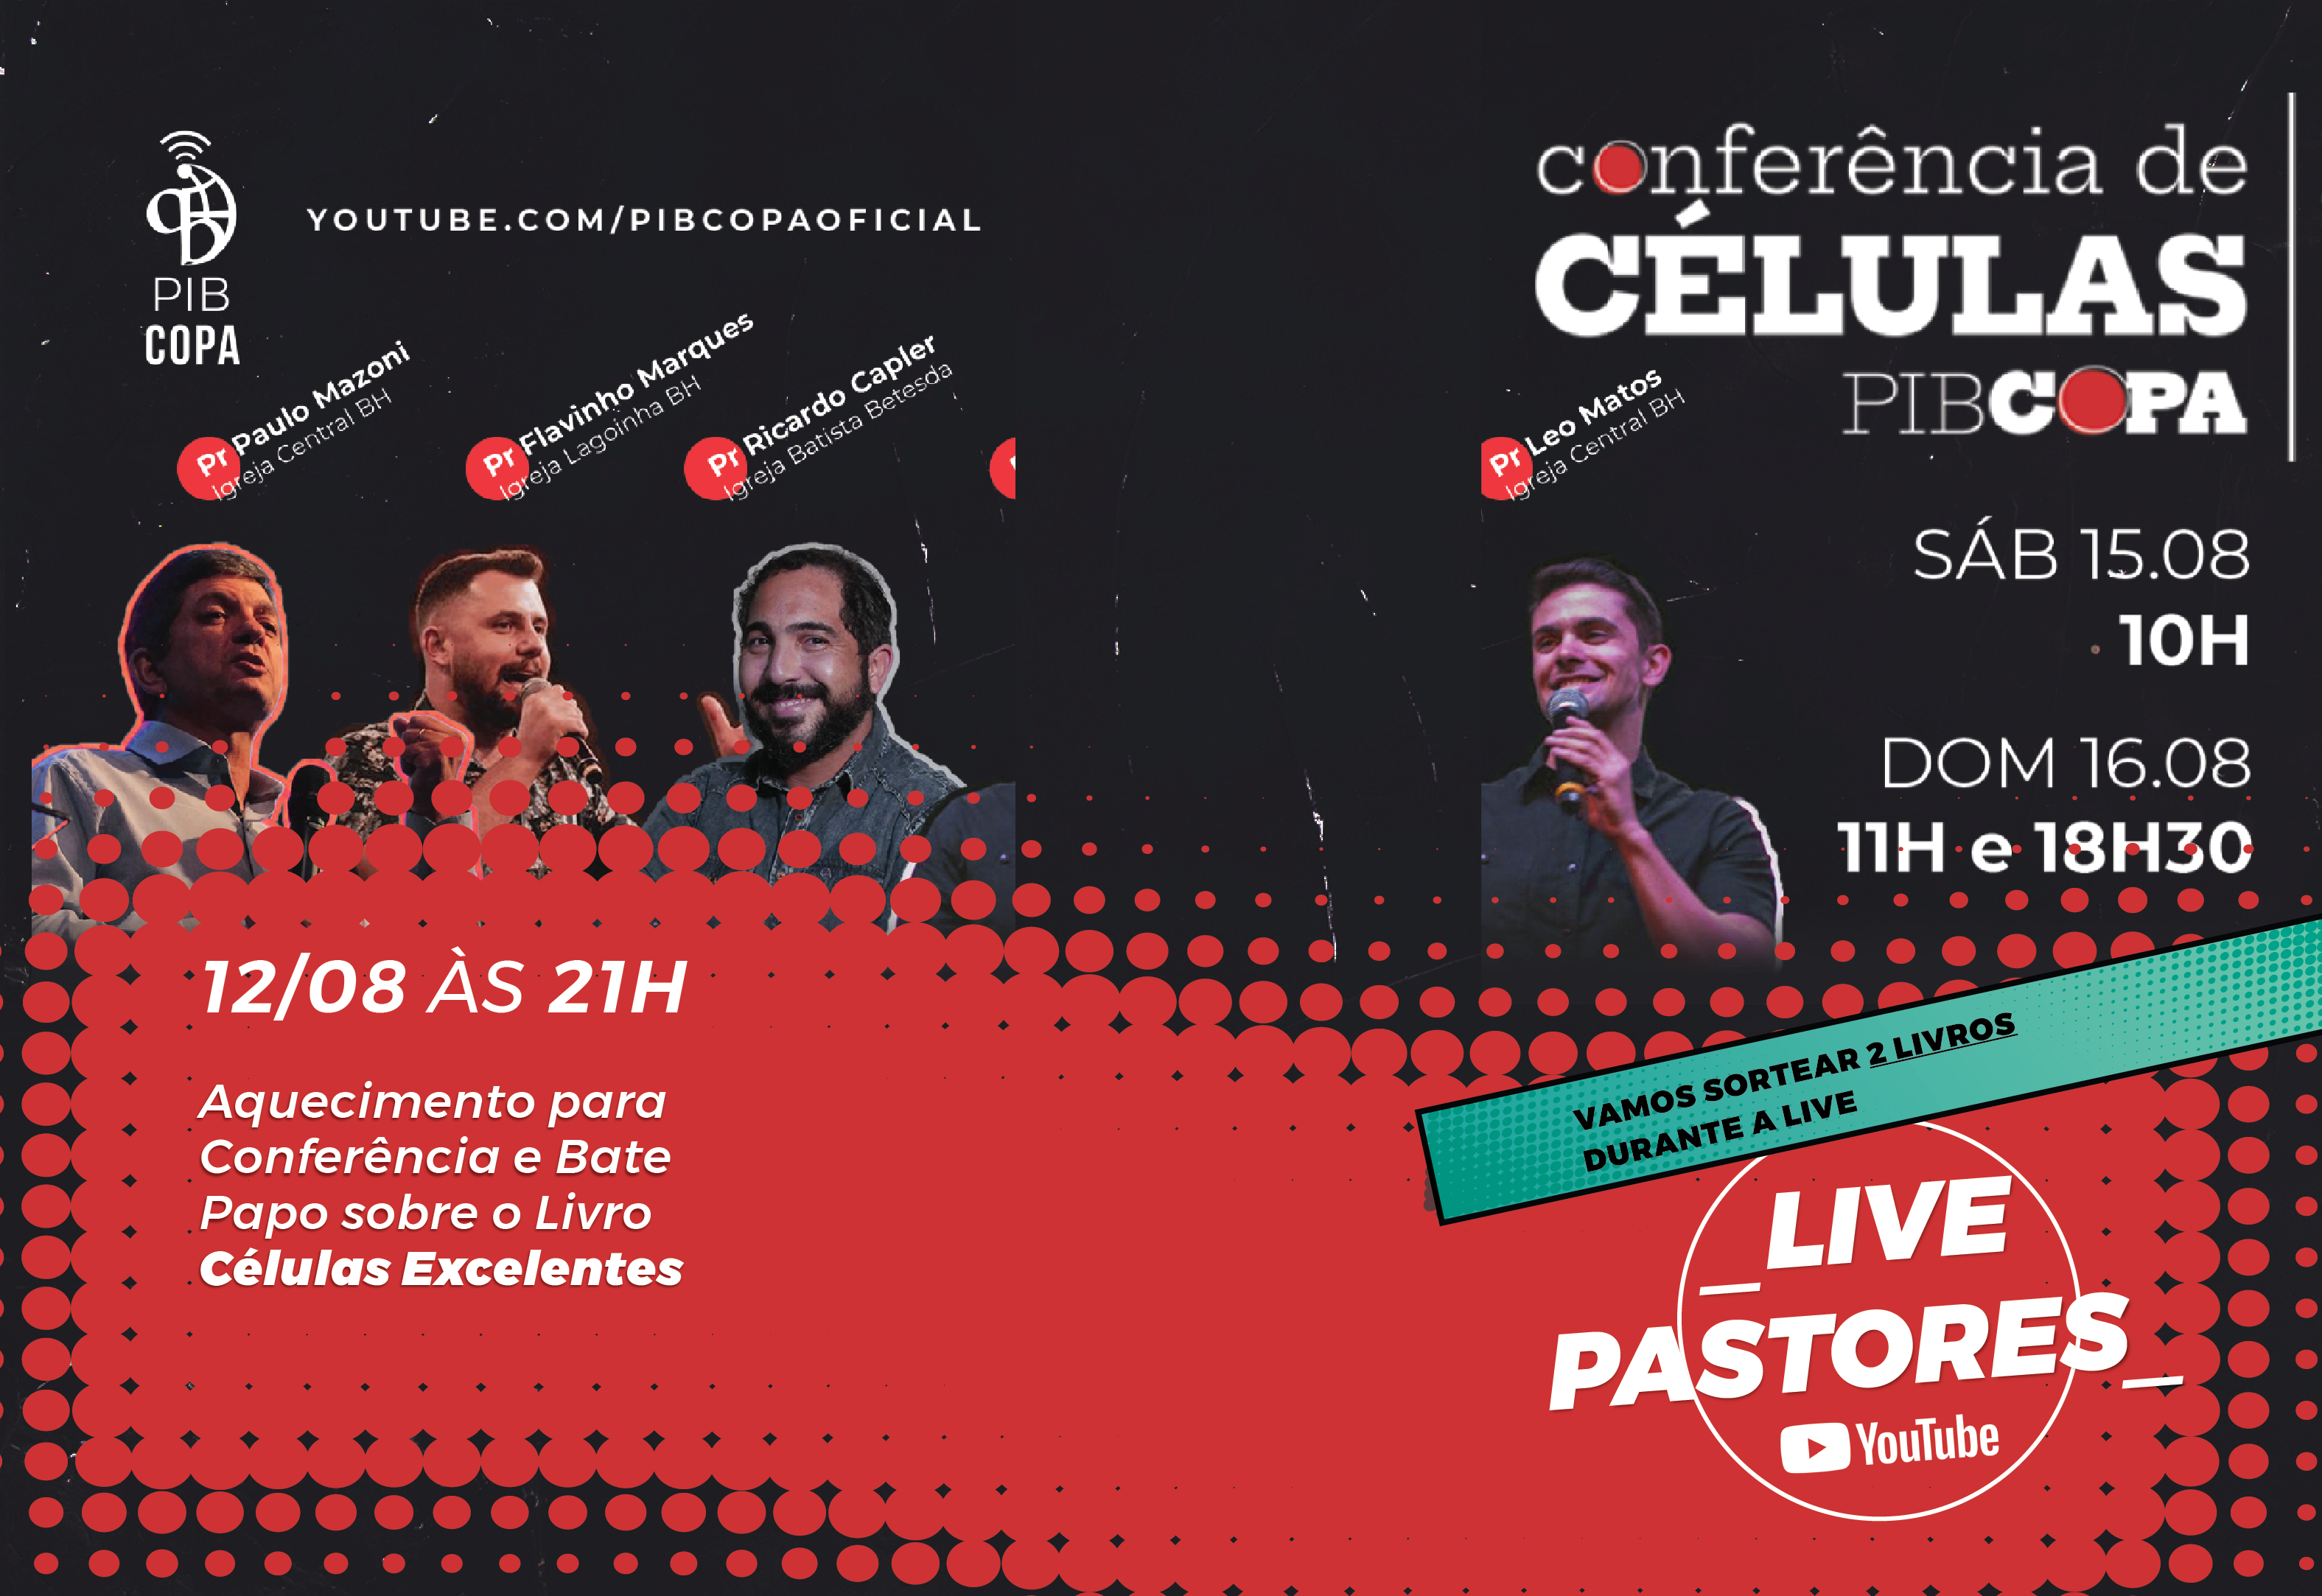 PIB
COPA
YOUTUBE.COM/PIBCOPAOFICIAL
Pr Paulo Mazoni
Igreja Central BH
Pr Flavinho Marques
Igreja Lagoinha BH
Pr Ricardo Capler
Igreja Batista Betesda
Pr Leo Matos
Igreja Central BH
conferência de
CÉLULAS
PIBCOPA
SÁB 15.08
10H
DOM 16.08
11H e 18H30
12/08 ÀS 21H
Aquecimento para
Conferência e Bate
Papo sobre o Livro
Células Excelentes
VAMOS SORTEAR 2 LIVROS
DURANTE A LIVE
_LIVE
PASTORES_
YouTube